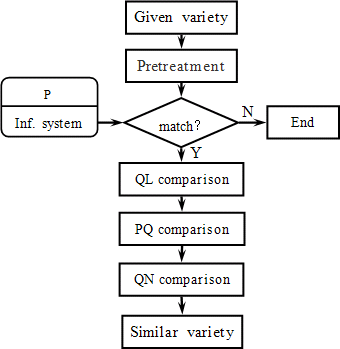 Given variety
Pretreatment
P
Inf. system
match?
N
End
Y
QL comparison
PQ comparison
QN comparison
Similar variety